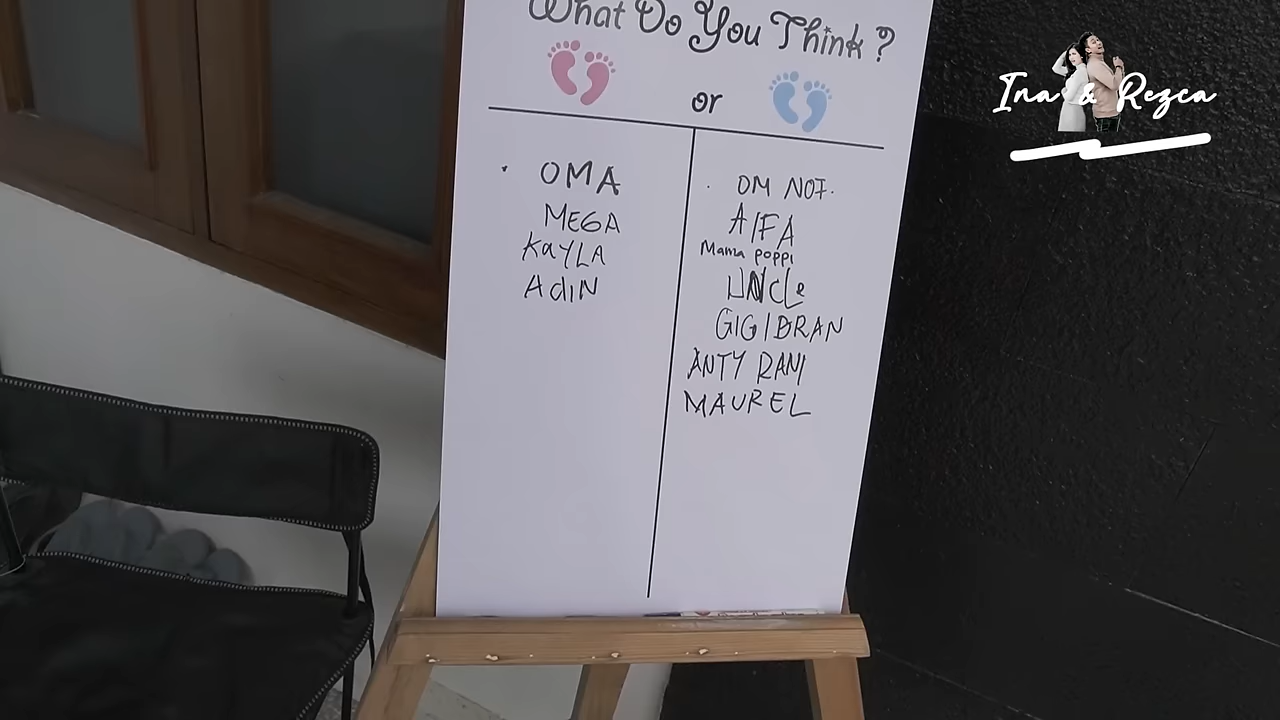 What Do You Think ?
or
· OMA
MEGA
KAYLA
AdiN
· OM NOI.
AIFA
Mama poppi
UNCLe
GIGIBRAN
ANTY RANI
MAUREL
Ina & Rezca